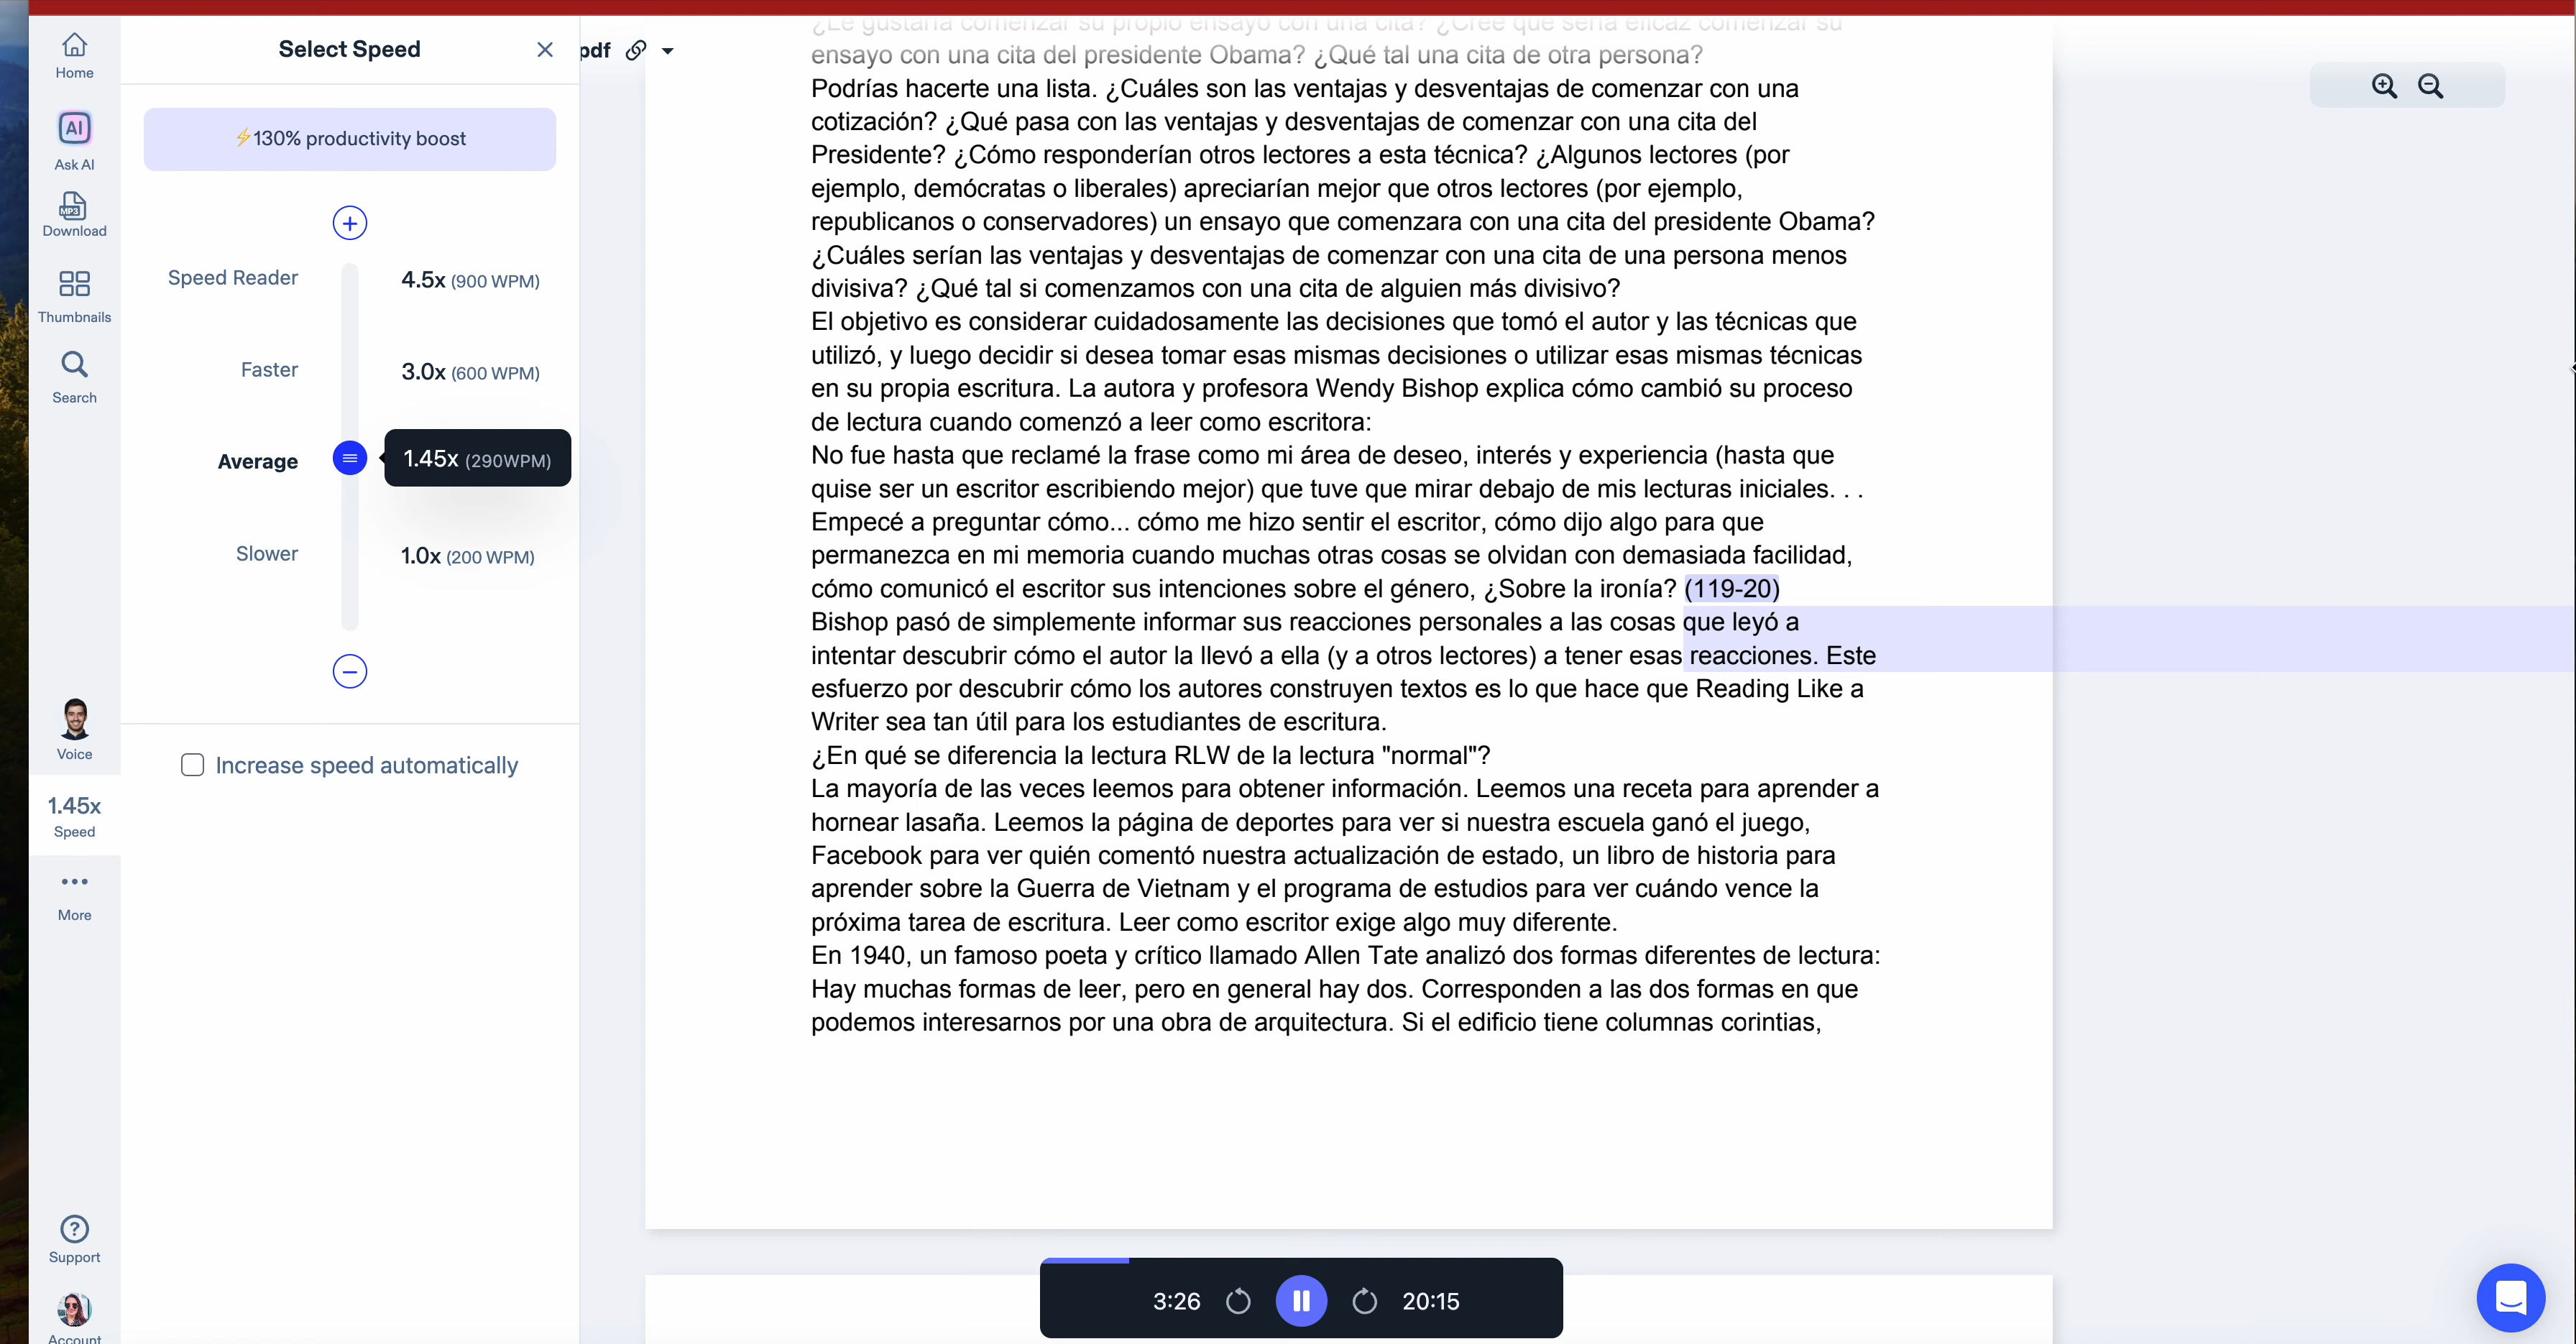 Home
AI
Ask AI
MP3
Download
Thumbnails
Search
Voice
1.45x
Speed
More
Support
Account
Select Speed
⚡130% productivity boost
Speed Reader 4.5x (900 WPM)
Faster 3.0x (600 WPM)
Average 1.45x (290WPM)
Slower 1.0x (200 WPM)
Increase speed automatically
pdf
¿Le gustaría comenzar su propio ensayo con una cita? ¿Cree que sería eficaz comenzar su
ensayo con una cita del presidente Obama? ¿Qué tal una cita de otra persona?
Podrías hacerte una lista. ¿Cuáles son las ventajas y desventajas de comenzar con una
cotización? ¿Qué pasa con las ventajas y desventajas de comenzar con una cita del
Presidente? ¿Cómo responderían otros lectores a esta técnica? ¿Algunos lectores (por
ejemplo, demócratas o liberales) apreciarían mejor que otros lectores (por ejemplo,
republicanos o conservadores) un ensayo que comenzara con una cita del presidente Obama?
¿Cuáles serían las ventajas y desventajas de comenzar con una cita de una persona menos
divisiva? ¿Qué tal si comenzamos con una cita de alguien más divisivo?
El objetivo es considerar cuidadosamente las decisiones que tomó el autor y las técnicas que
utilizó, y luego decidir si desea tomar esas mismas decisiones o utilizar esas mismas técnicas
en su propia escritura. La autora y profesora Wendy Bishop explica cómo cambió su proceso
de lectura cuando comenzó a leer como escritora:
No fue hasta que reclamé la frase como mi área de deseo, interés y experiencia (hasta que
quise ser un escritor escribiendo mejor) que tuve que mirar debajo de mis lecturas iniciales. . .
Empecé a preguntar cómo... cómo me hizo sentir el escritor, cómo dijo algo para que
permanezca en mi memoria cuando muchas otras cosas se olvidan con demasiada facilidad,
cómo comunicó el escritor sus intenciones sobre el género, ¿Sobre la ironía? (119-20)
Bishop pasó de simplemente informar sus reacciones personales a las cosas que leyó a
intentar descubrir cómo el autor la llevó a ella (y a otros lectores) a tener esas reacciones. Este
esfuerzo por descubrir cómo los autores construyen textos es lo que hace que Reading Like a
Writer sea tan útil para los estudiantes de escritura.
¿En qué se diferencia la lectura RLW de la lectura "normal"?
La mayoría de las veces leemos para obtener información. Leemos una receta para aprender a
hornear lasaña. Leemos la página de deportes para ver si nuestra escuela ganó el juego,
Facebook para ver quién comentó nuestra actualización de estado, un libro de historia para
aprender sobre la Guerra de Vietnam y el programa de estudios para ver cuándo vence la
próxima tarea de escritura. Leer como escritor exige algo muy diferente.
En 1940, un famoso poeta y crítico llamado Allen Tate analizó dos formas diferentes de lectura:
Hay muchas formas de leer, pero en general hay dos. Corresponden a las dos formas en que
podemos interesarnos por una obra de arquitectura. Si el edificio tiene columnas corintias,
3:26 20:15